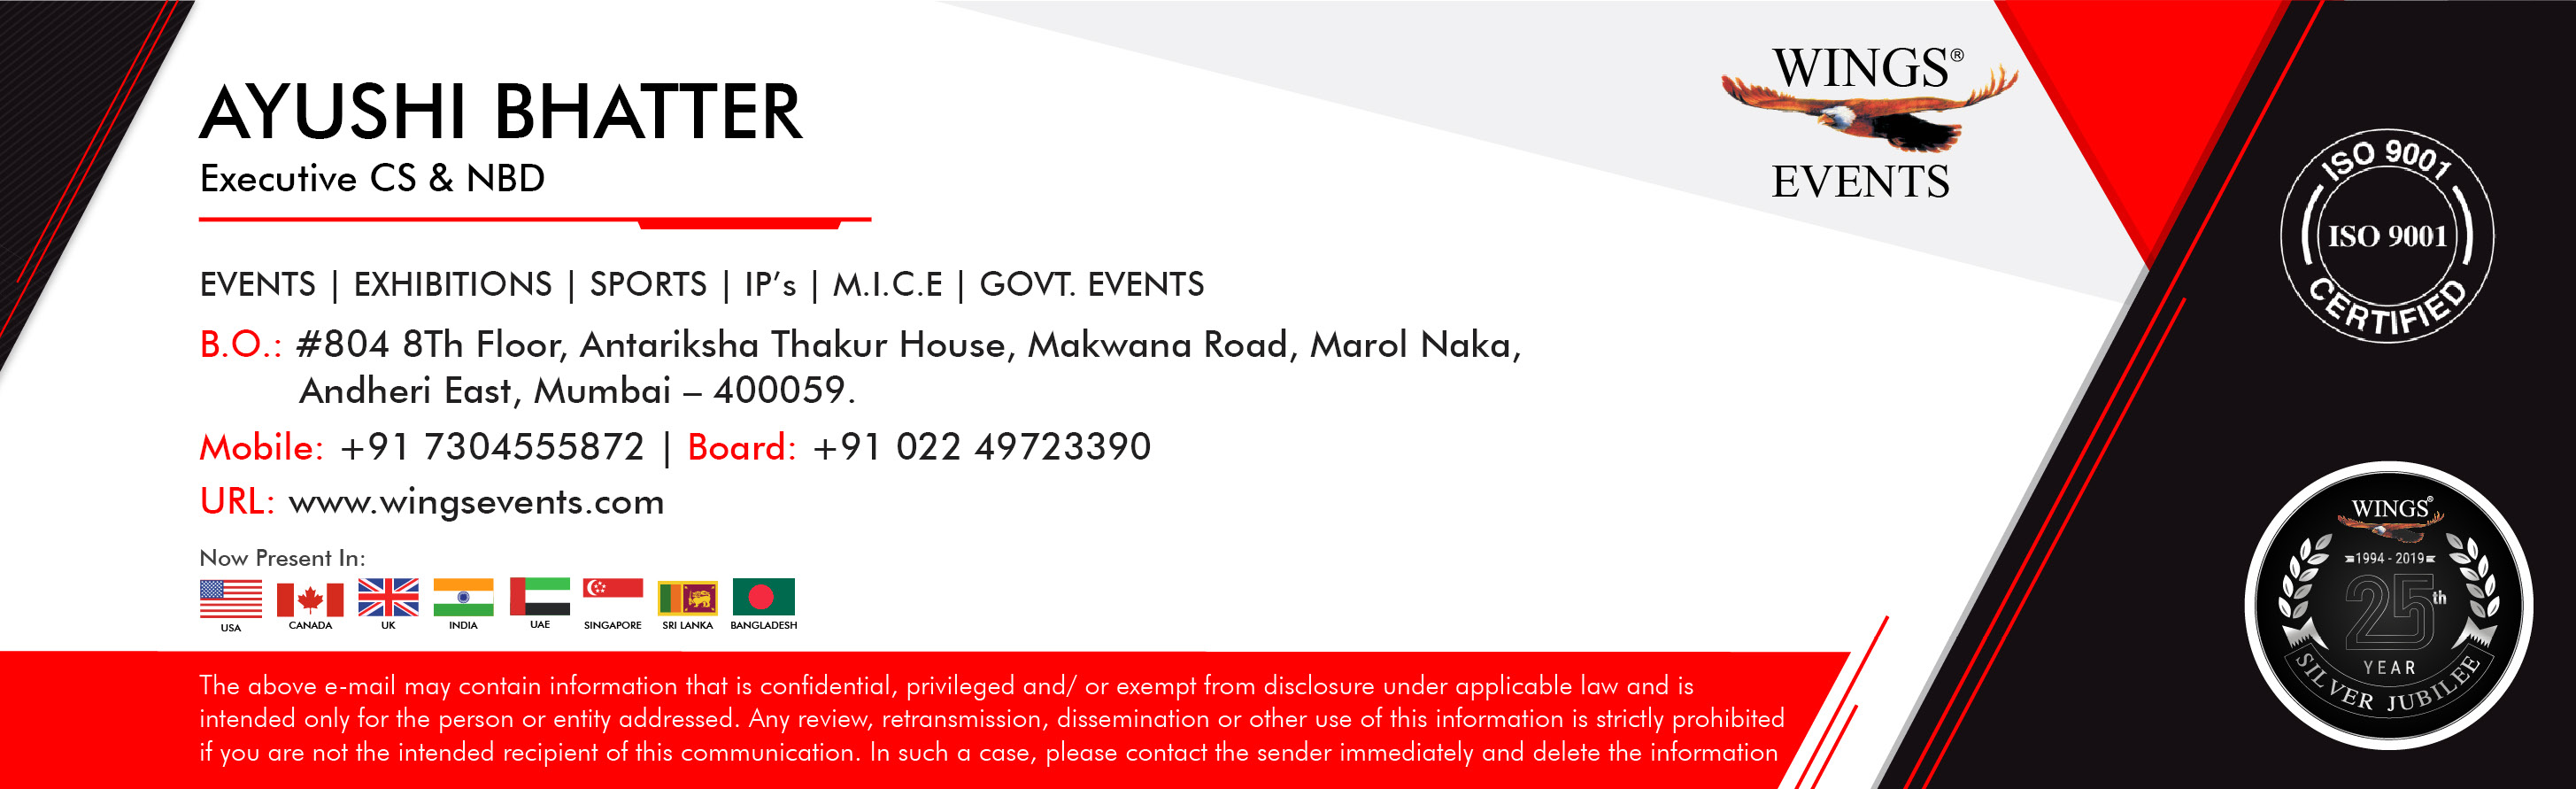 AYUSHI BHATTER
Executive CS & NBD
WINGS®
EVENTS
EVENTS | EXHIBITIONS | SPORTS | IP’s | M.I.C.E | GOVT. EVENTS
B.O.: #804 8Th Floor, Antariksha Thakur House, Makwana Road, Marol Naka,
Andheri East, Mumbai – 400059.
Mobile: +91 7304555872 | Board: +91 022 49723390
URL: www.wingsevents.com
Now Present In:
USA CANADA UK INDIA UAE SINGAPORE SRI LANKA BANGLADESH
The above e-mail may contain information that is confidential, privileged and/ or exempt from disclosure under applicable law and is
intended only for the person or entity addressed. Any review, retransmission, dissemination or other use of this information is strictly prohibited
if you are not the intended recipient of this communication. In such a case, please contact the sender immediately and delete the information
ISO 9001
ISO 9001
CERTIFIED
WINGS®
1994 - 2019
25th
YEAR
SILVER JUBILEE